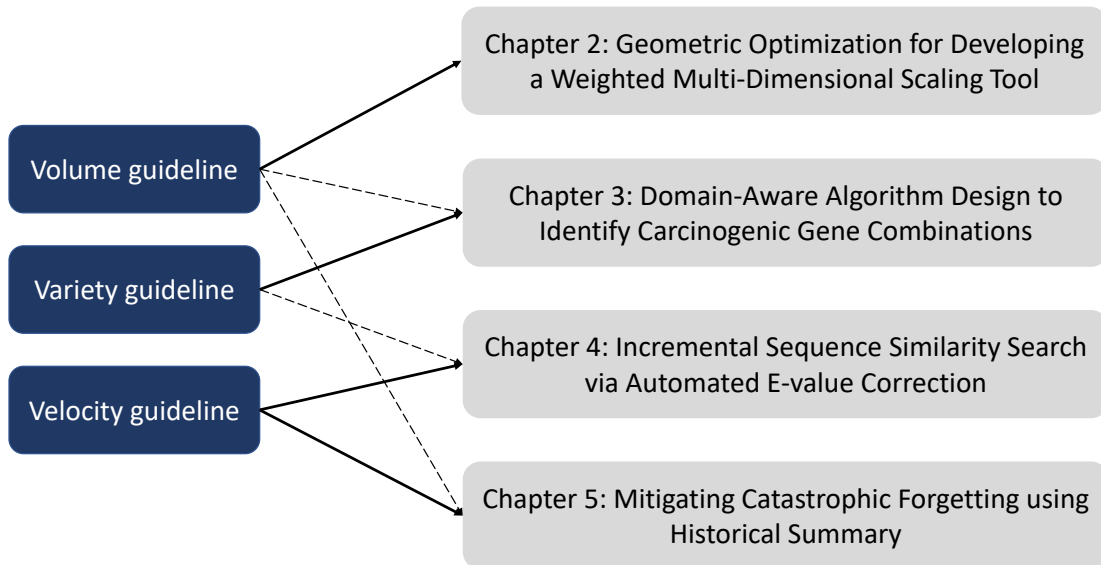 Chapter 2: Geometric Optimization for Developing
a Weighted Multi-Dimensional Scaling Tool
Volume guideline
Chapter 3: Domain-Aware Algorithm Design to
Identify Carcinogenic Gene Combinations
Variety guideline
Chapter 4: Incremental Sequence Similarity Search
via Automated E-value Correction
Velocity guideline
Chapter 5: Mitigating Catastrophic Forgetting using
Historical Summary